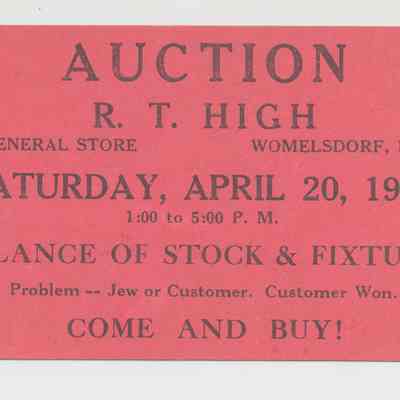 AUCTION
R. T. HIGH
ENERAL STORE WOMELSDORF,
ATURDAY, APRIL 20, 19
1:00 to 5:00 P. M.
LANCE OF STOCK & FIXTU
Problem -- Jew or Customer. Customer Won.
COME AND BUY!